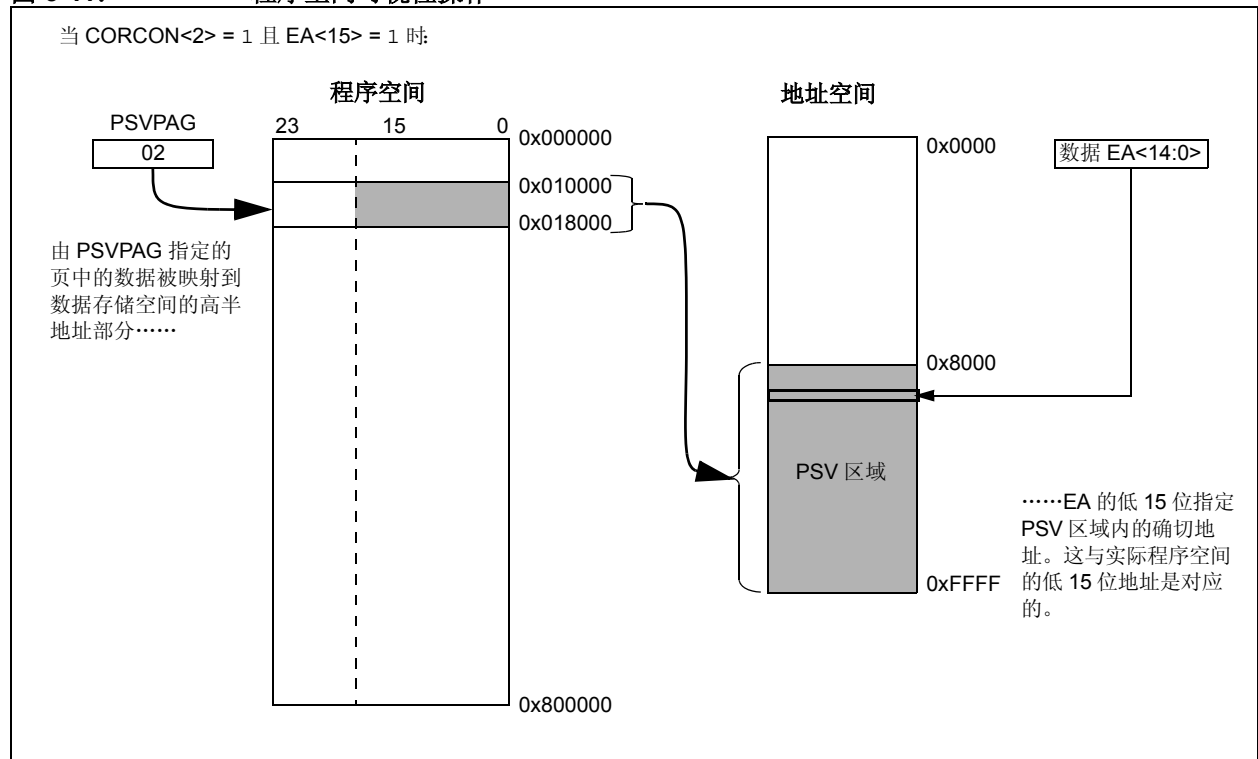 当 CORCON<2> = 1 且 EA<15> = 1 时:
程序空间
地址空间
PSVPAG
02
23 15 0
0x000000
0x010000
0x018000
0x800000
由 PSVPAG 指定的
页中的数据被映射到
数据存储空间的高半
地址部分……
0x0000
0x8000
0xFFFF
PSV 区域
数据 EA<14:0>
……EA 的低 15 位指定
PSV 区域内的确切地
址。这与实际程序空间
的低 15 位地址是对应
的。